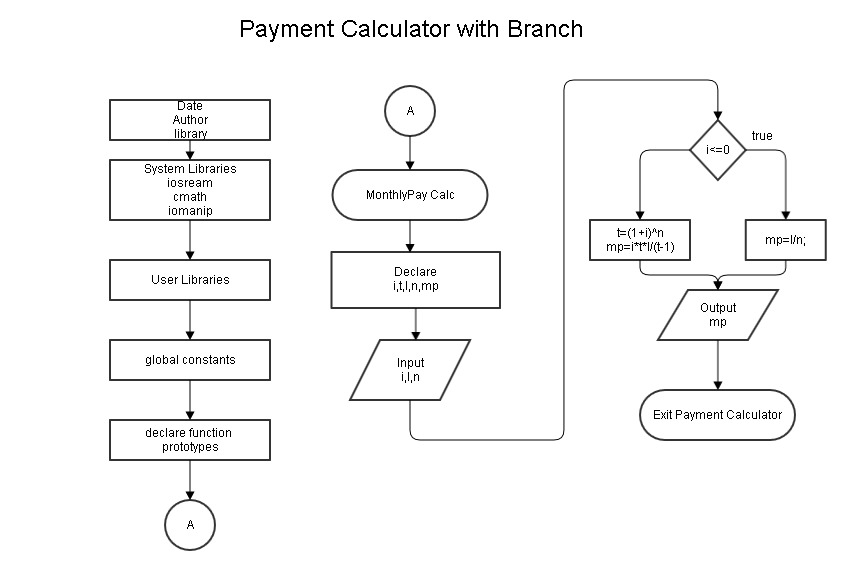 Payment Calculator with Branch
Date
Author
library
System Libraries
iosream
cmath
iomanip
User Libraries
global constants
declare function
prototypes
A
A
MonthlyPay Calc
Declare
i,t,l,n,mp
Input
i,l,n
i<=0
true
t=(1+i)^n
mp=i*t*l/(t-1)
mp=l/n;
Output
mp
Exit Payment Calculator